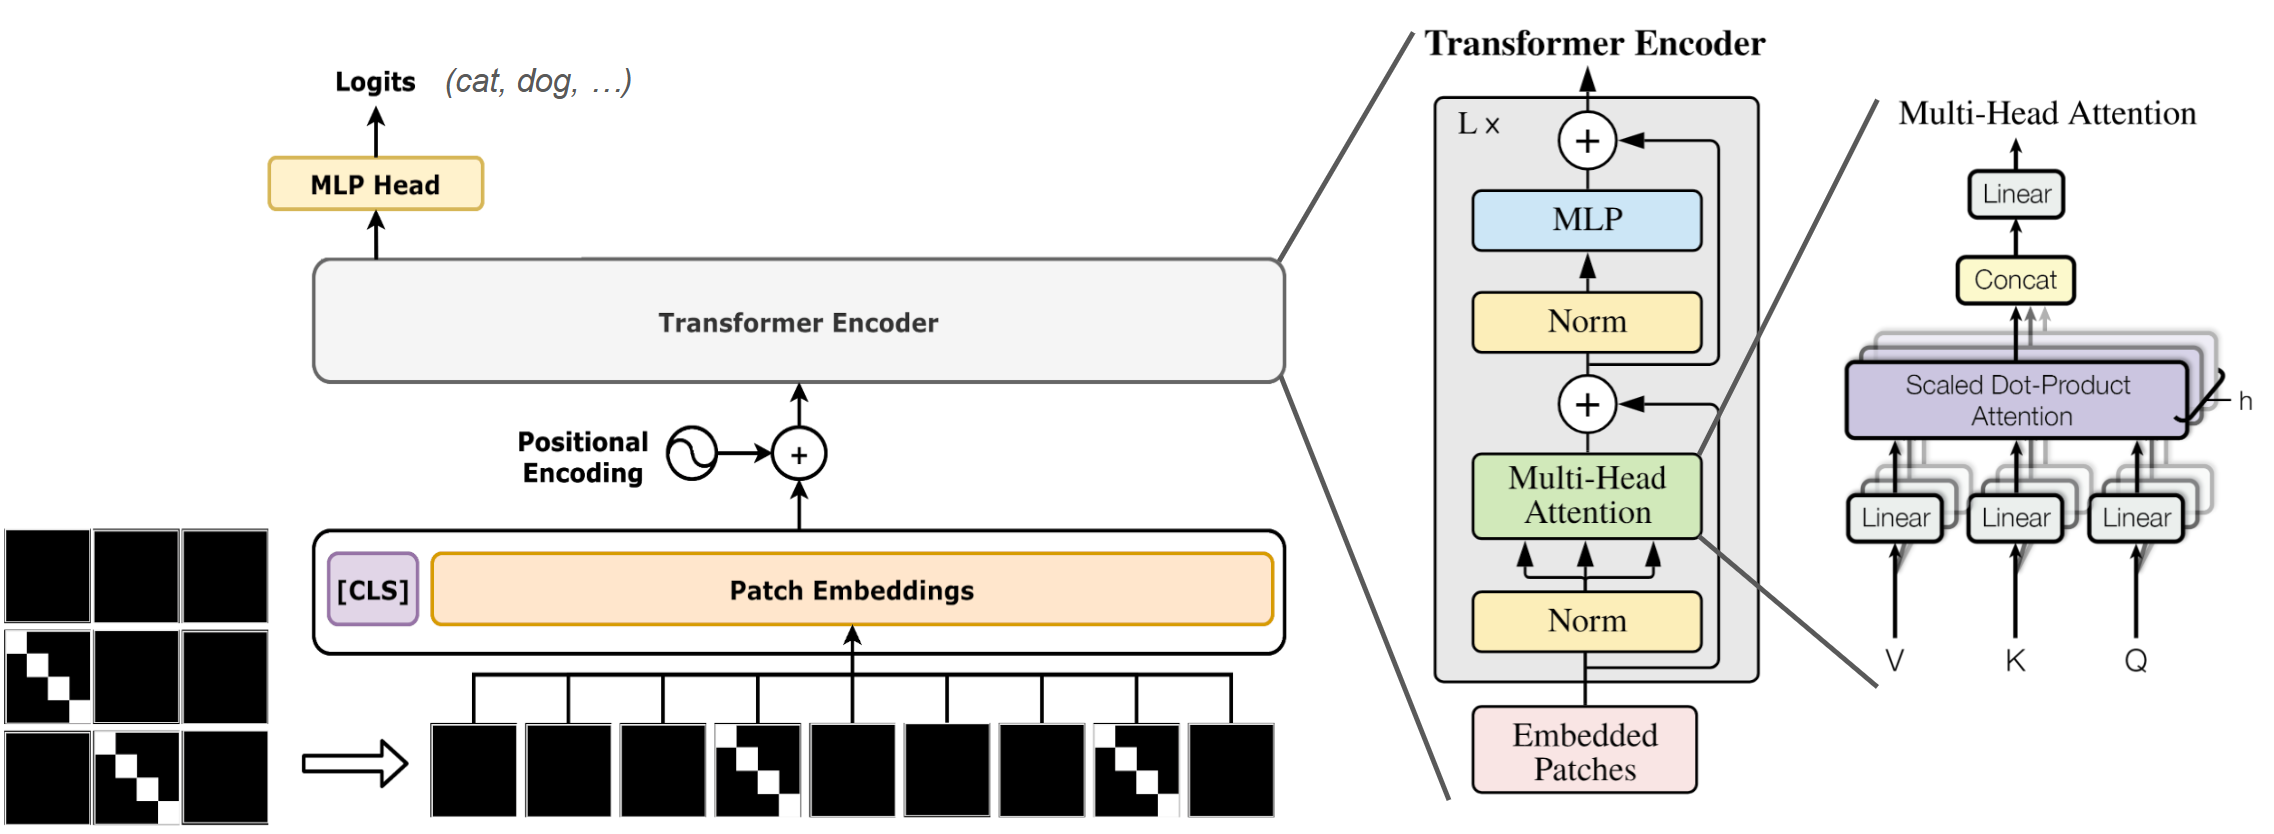 Logits (cat, dog, ...)
MLP Head
Transformer Encoder
Positional
Encoding
+
[CLS]
Patch Embeddings
Transformer Encoder
L x
+
MLP
Norm
+
Multi-Head
Attention
Norm
Embedded
Patches
Multi-Head Attention
Linear
Concat
Scaled Dot-Product
Attention
h
Linear Linear Linear
V K Q